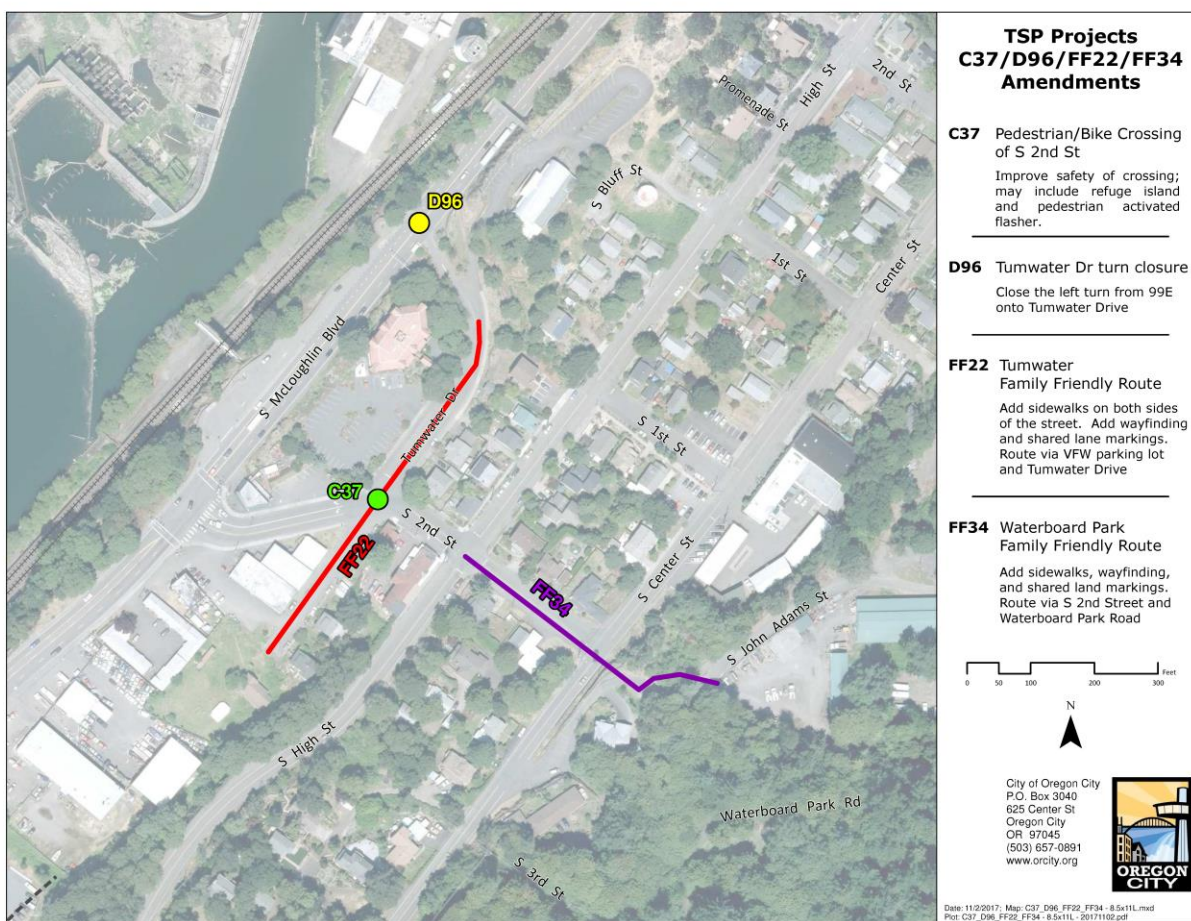 TSP Projects
C37/D96/FF22/FF34
Amendments
C37 Pedestrian/Bike Crossing
of S 2nd St
Improve safety of crossing;
may include refuge island
and pedestrian activated
flasher.
D96 Tumwater Dr turn closure
Close the left turn from 99E
onto Tumwater Drive
FF22 Tumwater
Family Friendly Route
Add sidewalks on both sides
of the street. Add wayfinding
and shared lane markings.
Route via VFW parking lot
and Tumwater Drive
FF34 Waterboard Park
Family Friendly Route
Add sidewalks, wayfinding,
and shared land markings.
Route via S 2nd Street and
Waterboard Park Road
0 50 100 200 300 Feet
N
City of Oregon City
P.O. Box 3040
625 Center St
Oregon City
OR 97045
(503) 657-0891
www.orcity.org
OREGON
CITY
Date: 11/2/2017; Map: C37_D96_FF22_FF34 - 8.5x11L.mxd
Plot: C37_D96_FF22_FF34 - 8.5x11L - 20171102.pdf
2nd St
High St
Promenade St
S Bluff St
D96
1st St
Center St
S McLoughlin Blvd
Tumwater Dr
S 1st St
C37
S 2nd St
FF22
S Center St
FF34
S John Adams St
S High St
Waterboard Park Rd
S 3rd St